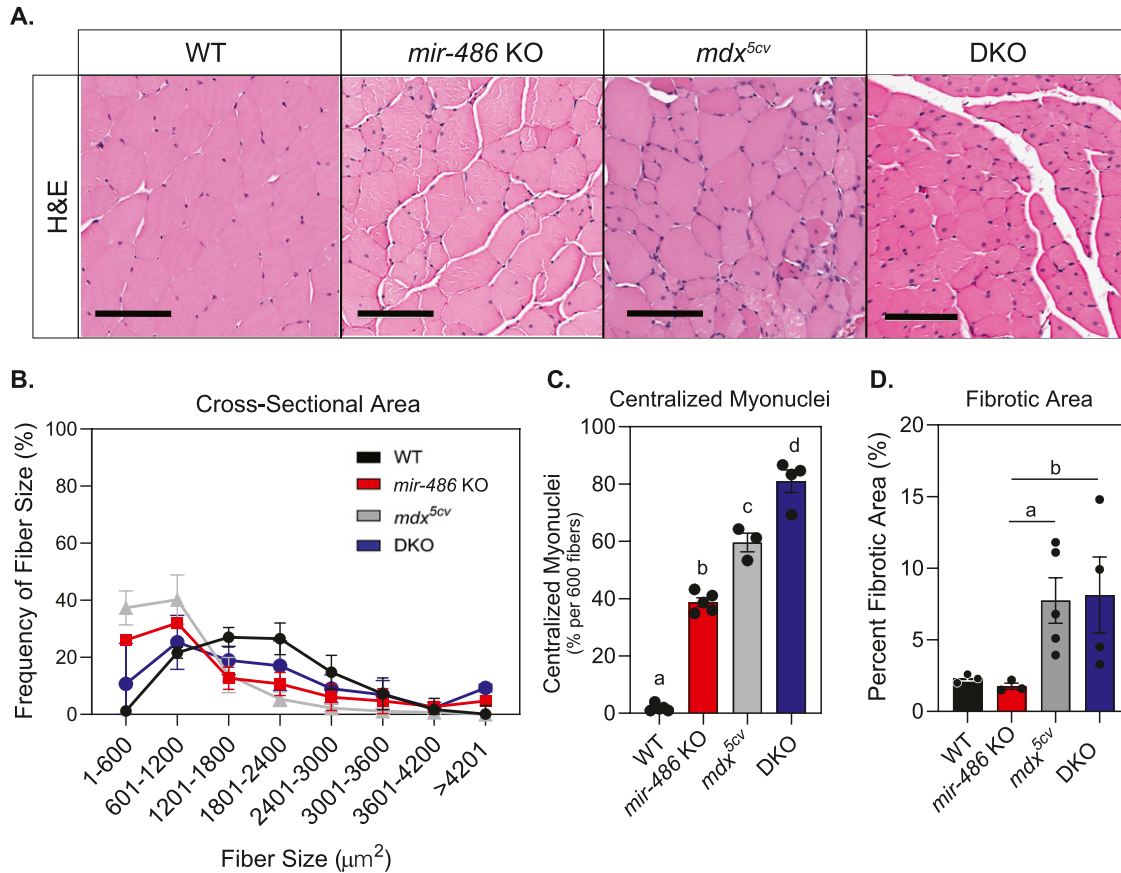 A.
WT
mir-486 KO
mdx5cv
DKO
H&E
B.
Cross-Sectional Area
Frequency of Fiber Size (%)
100
80
60
40
20
0
WT
mir-486 KO
mdx5cv
DKO
1-600
601-1200
1201-1800
1801-2400
2401-3000
3001-3600
3601-4200
>4201
Fiber Size (μm²)
C.
Centralized Myonuclei
Centralized Myonuclei
(% per 600 fibers)
100
80
60
40
20
0
a
b
c
d
WT
mir-486 KO
mdx5cv
DKO
D.
Fibrotic Area
Percent Fibrotic Area (%)
20
15
10
5
0
b
a
WT
mir-486 KO
mdx5cv
DKO